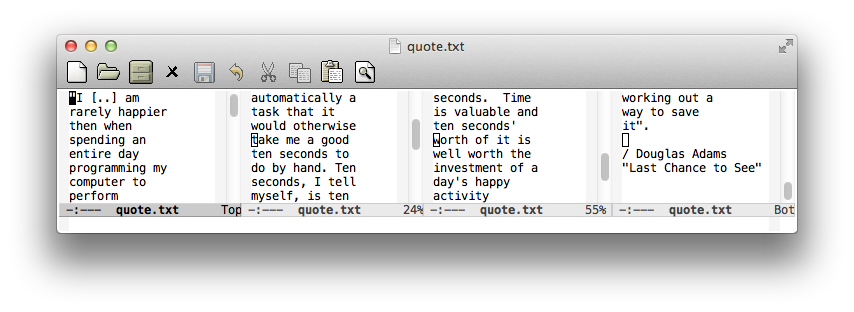 quote.txt
"I [..] am
rarely happier
then when
spending an
entire day
programming my
computer to
perform
automatically a
task that it
would otherwise
take me a good
ten seconds to
do by hand. Ten
seconds, I tell
myself, is ten
seconds.  Time
is valuable and
ten seconds'
worth of it is
well worth the
investment of a
day's happy
activity
working out a
way to save
it".
/ Douglas Adams
"Last Chance to See"
-:---  quote.txt      Top
-:---  quote.txt      24%
-:---  quote.txt      55%
-:---  quote.txt      Bot